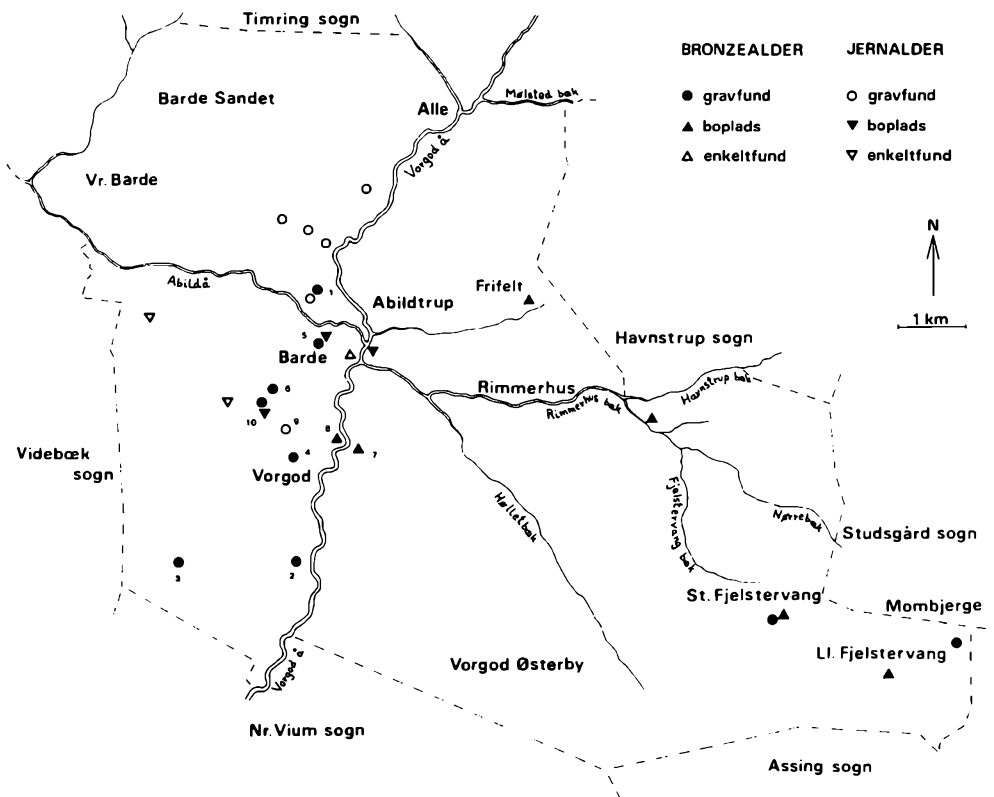 Timring sogn
BRONZEALDER
JERNALDER
gravfund
gravfund
boplads
boplads
enkeltfund
enkeltfund
Mølstad bæk
Barde Sandet
Alle
Vorgod å
Vr. Barde
N
1 km
Abildå
Frifelt
1
Abildtrup
Havnstrup sogn
5
Barde
Rimmerhus
Havnstrup bæk
Rimmerhus bæk
6
10
9
8
7
4
Videbæk
sogn
Vorgod
Høllefbæk
Fjelstervang bæk
Nørrebæk
Studsgård sogn
3
2
St. Fjelstervang
Mombjerge
Ll. Fjelstervang
Vorgod Østerby
Vorgod å
Nr. Vium sogn
Assing sogn